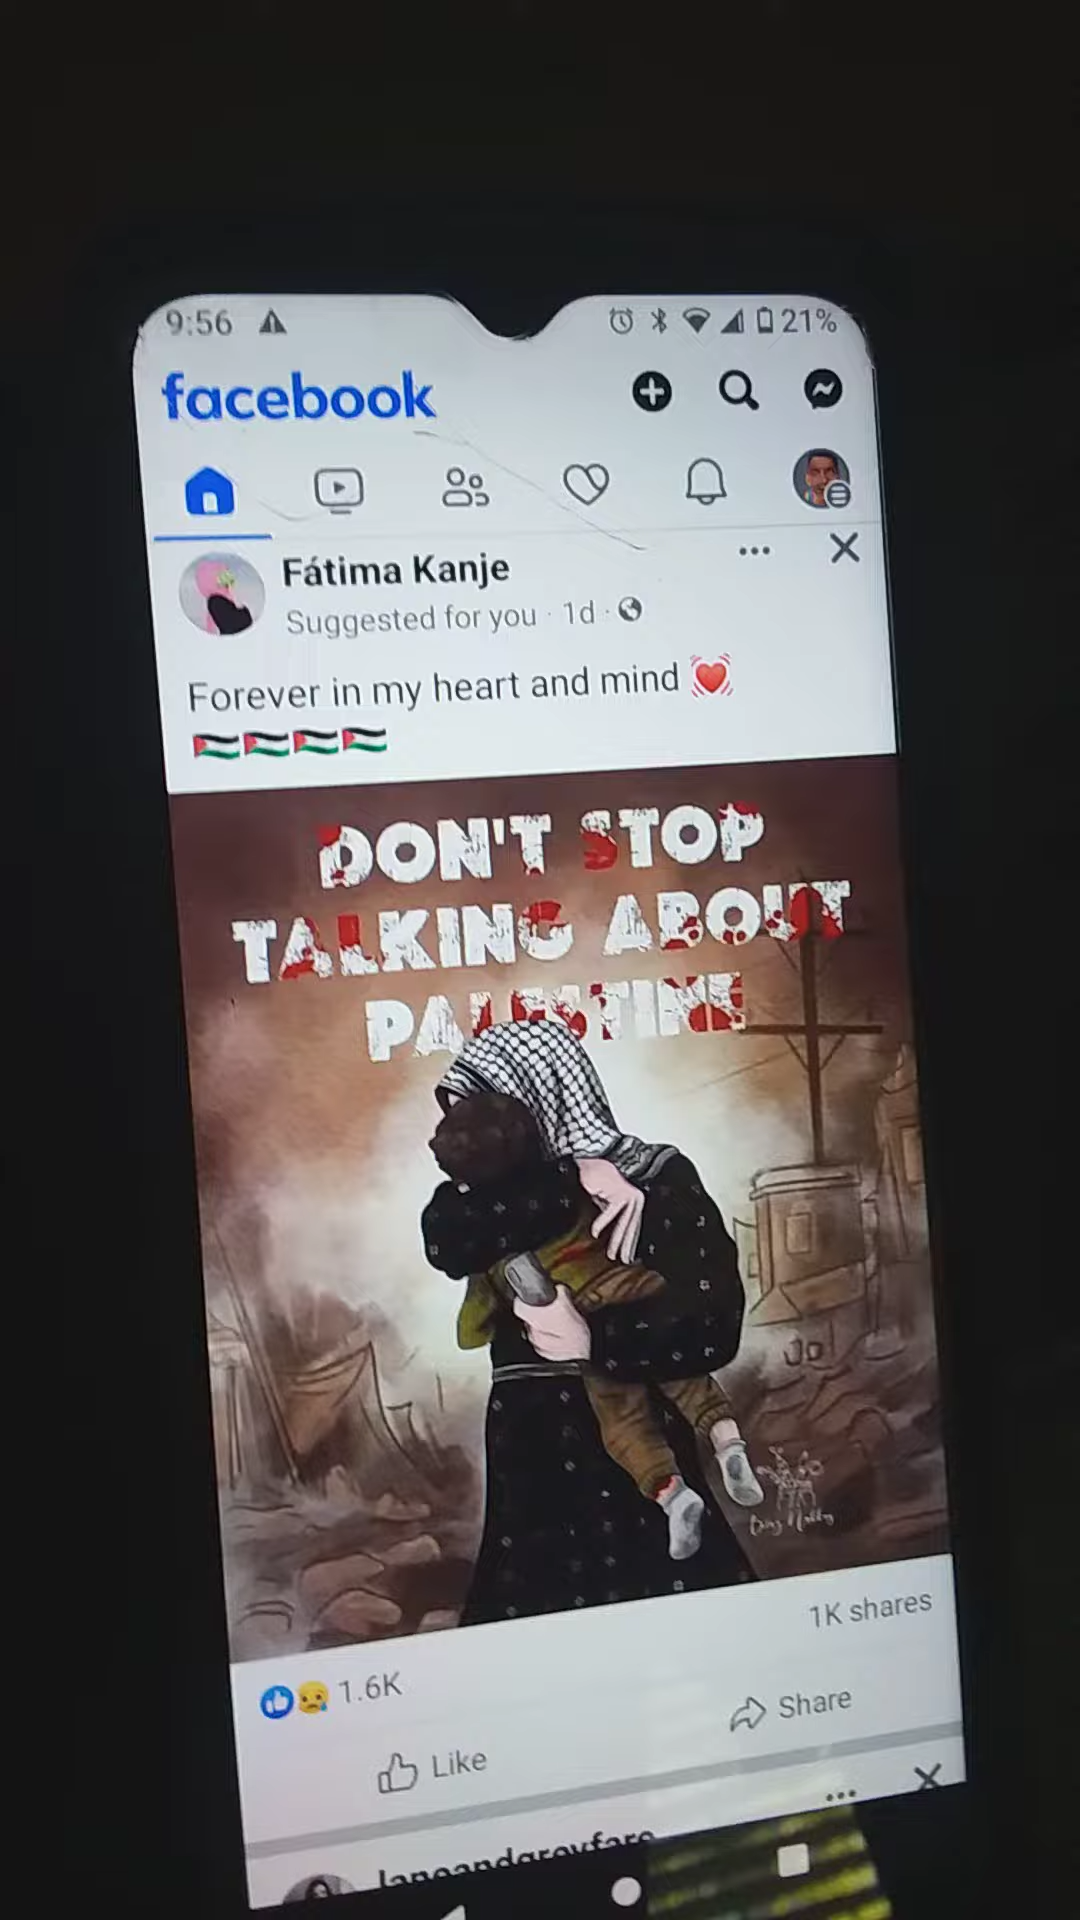 9:56
21%
facebook
Fátima Kanje
Suggested for you · 1d ·
Forever in my heart and mind 💓
🇵🇸🇵🇸🇵🇸🇵🇸
DON'T STOP
TALKING ABOUT
PALESTINE
Jo!
1K shares
1.6K
Share
Like